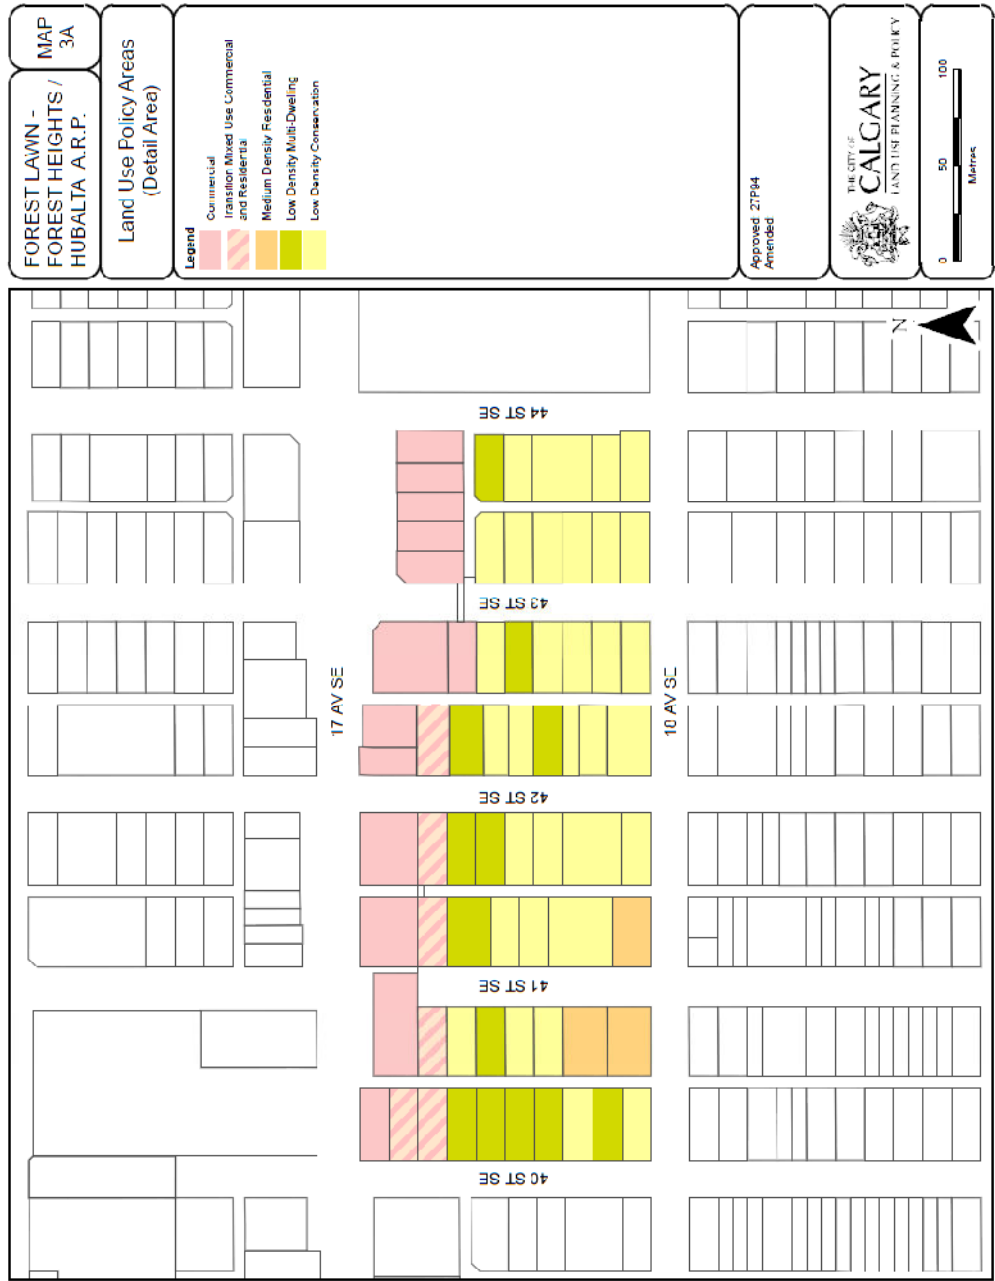 MAP
3A
FOREST LAWN -
FOREST HEIGHTS /
HUBALTA A.R.P.
Land Use Policy Areas
(Detail Area)
Legend
Commercial
Transition Mixed Use Commercial
and Residential
Medium Density Residential
Low Density Multi-Dwelling
Low Density Conservation
Approved 27P94
Amended
THE CITY OF
CALGARY
LAND USE PLANNING & POLICY
0 50 100
Metres
N
44 ST SE
43 ST SE
17 AV SE
18 AV SE
42 ST SE
41 ST SE
40 ST SE